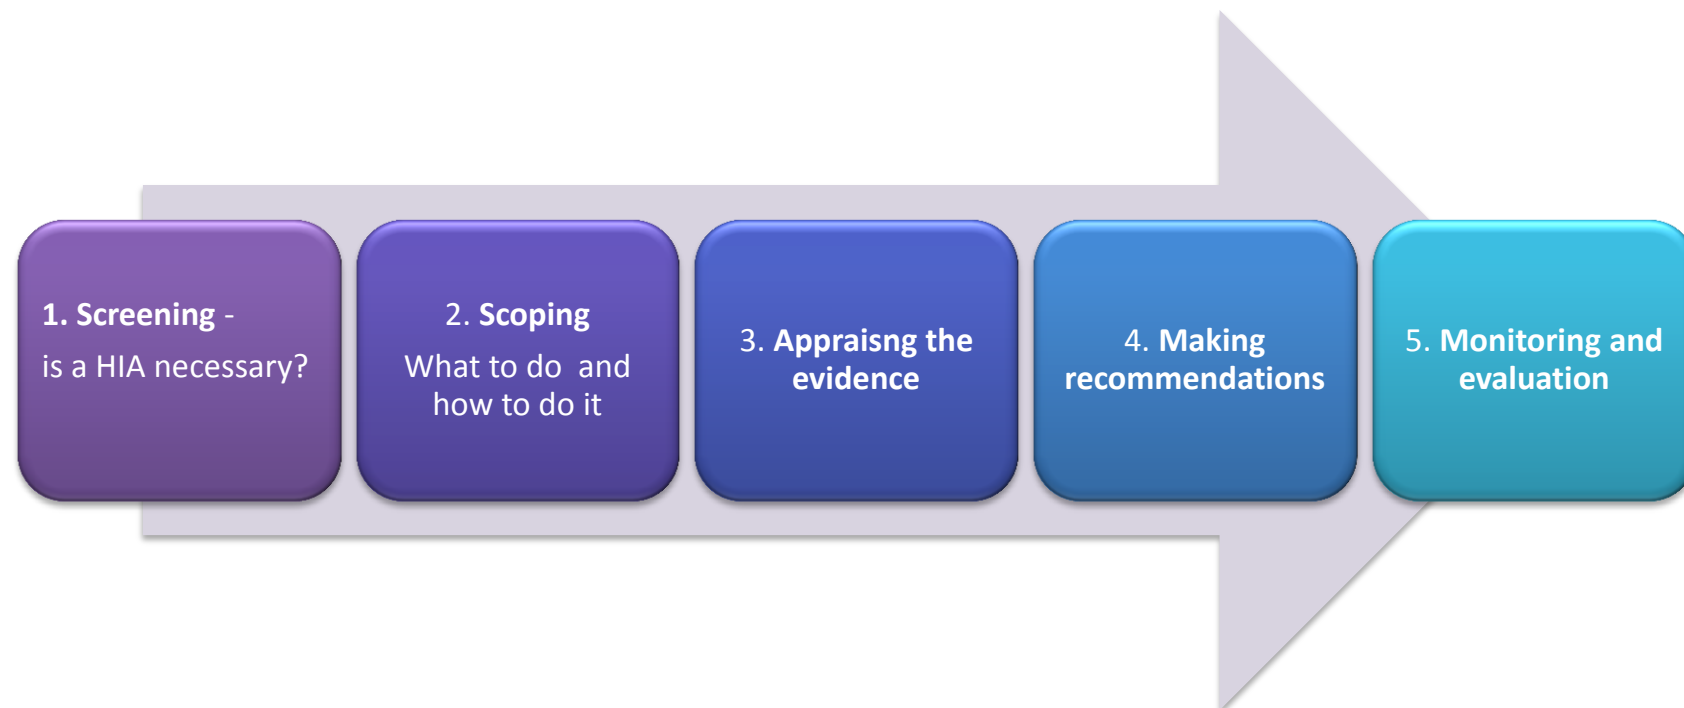 1. Screening -
is a HIA necessary?
2. Scoping
What to do  and
how to do it
3. Appraisng the
evidence
4. Making
recommendations
5. Monitoring and
evaluation